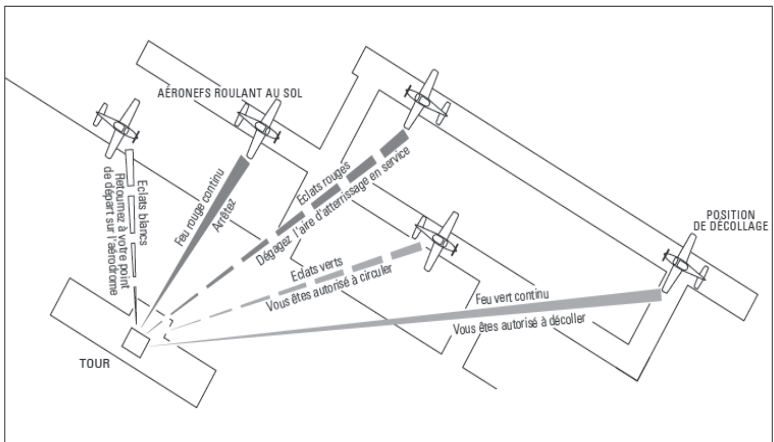 AÉRONEFS ROULANT AU SOL
POSITION
DE DÉCOLLAGE
Eclats blancs
Retournez à votre point
de départ sur l'aérodrome
Feu rouge continu
Arrêtez
Eclats rouges
Dégagez l'aire d'atterrissage en service
Eclats verts
Vous êtes autorisé à circuler
Feu vert continu
Vous êtes autorisé à décoller
TOUR